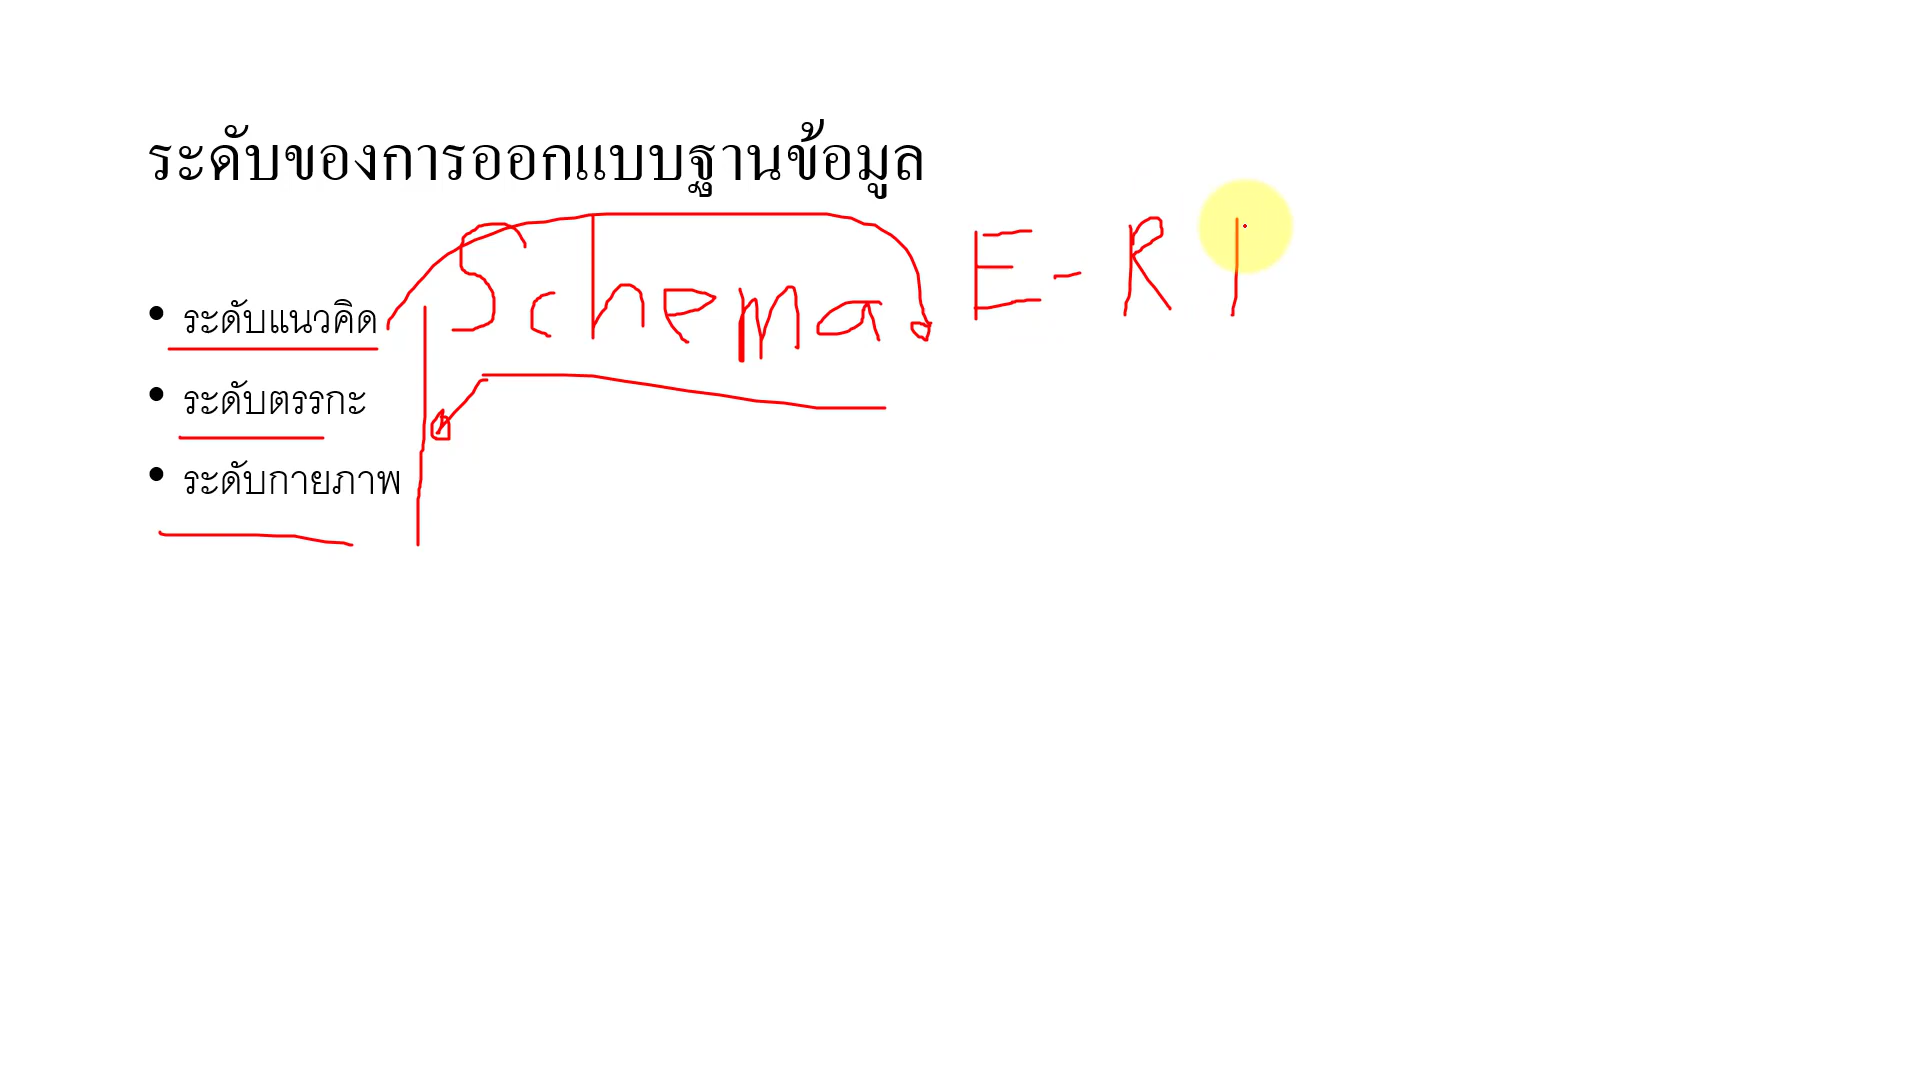 ระดับของการออกแบบฐานข้อมูล
• ระดับแนวคิด Schema E-R
• ระดับตรรกะ
• ระดับกายภาพ